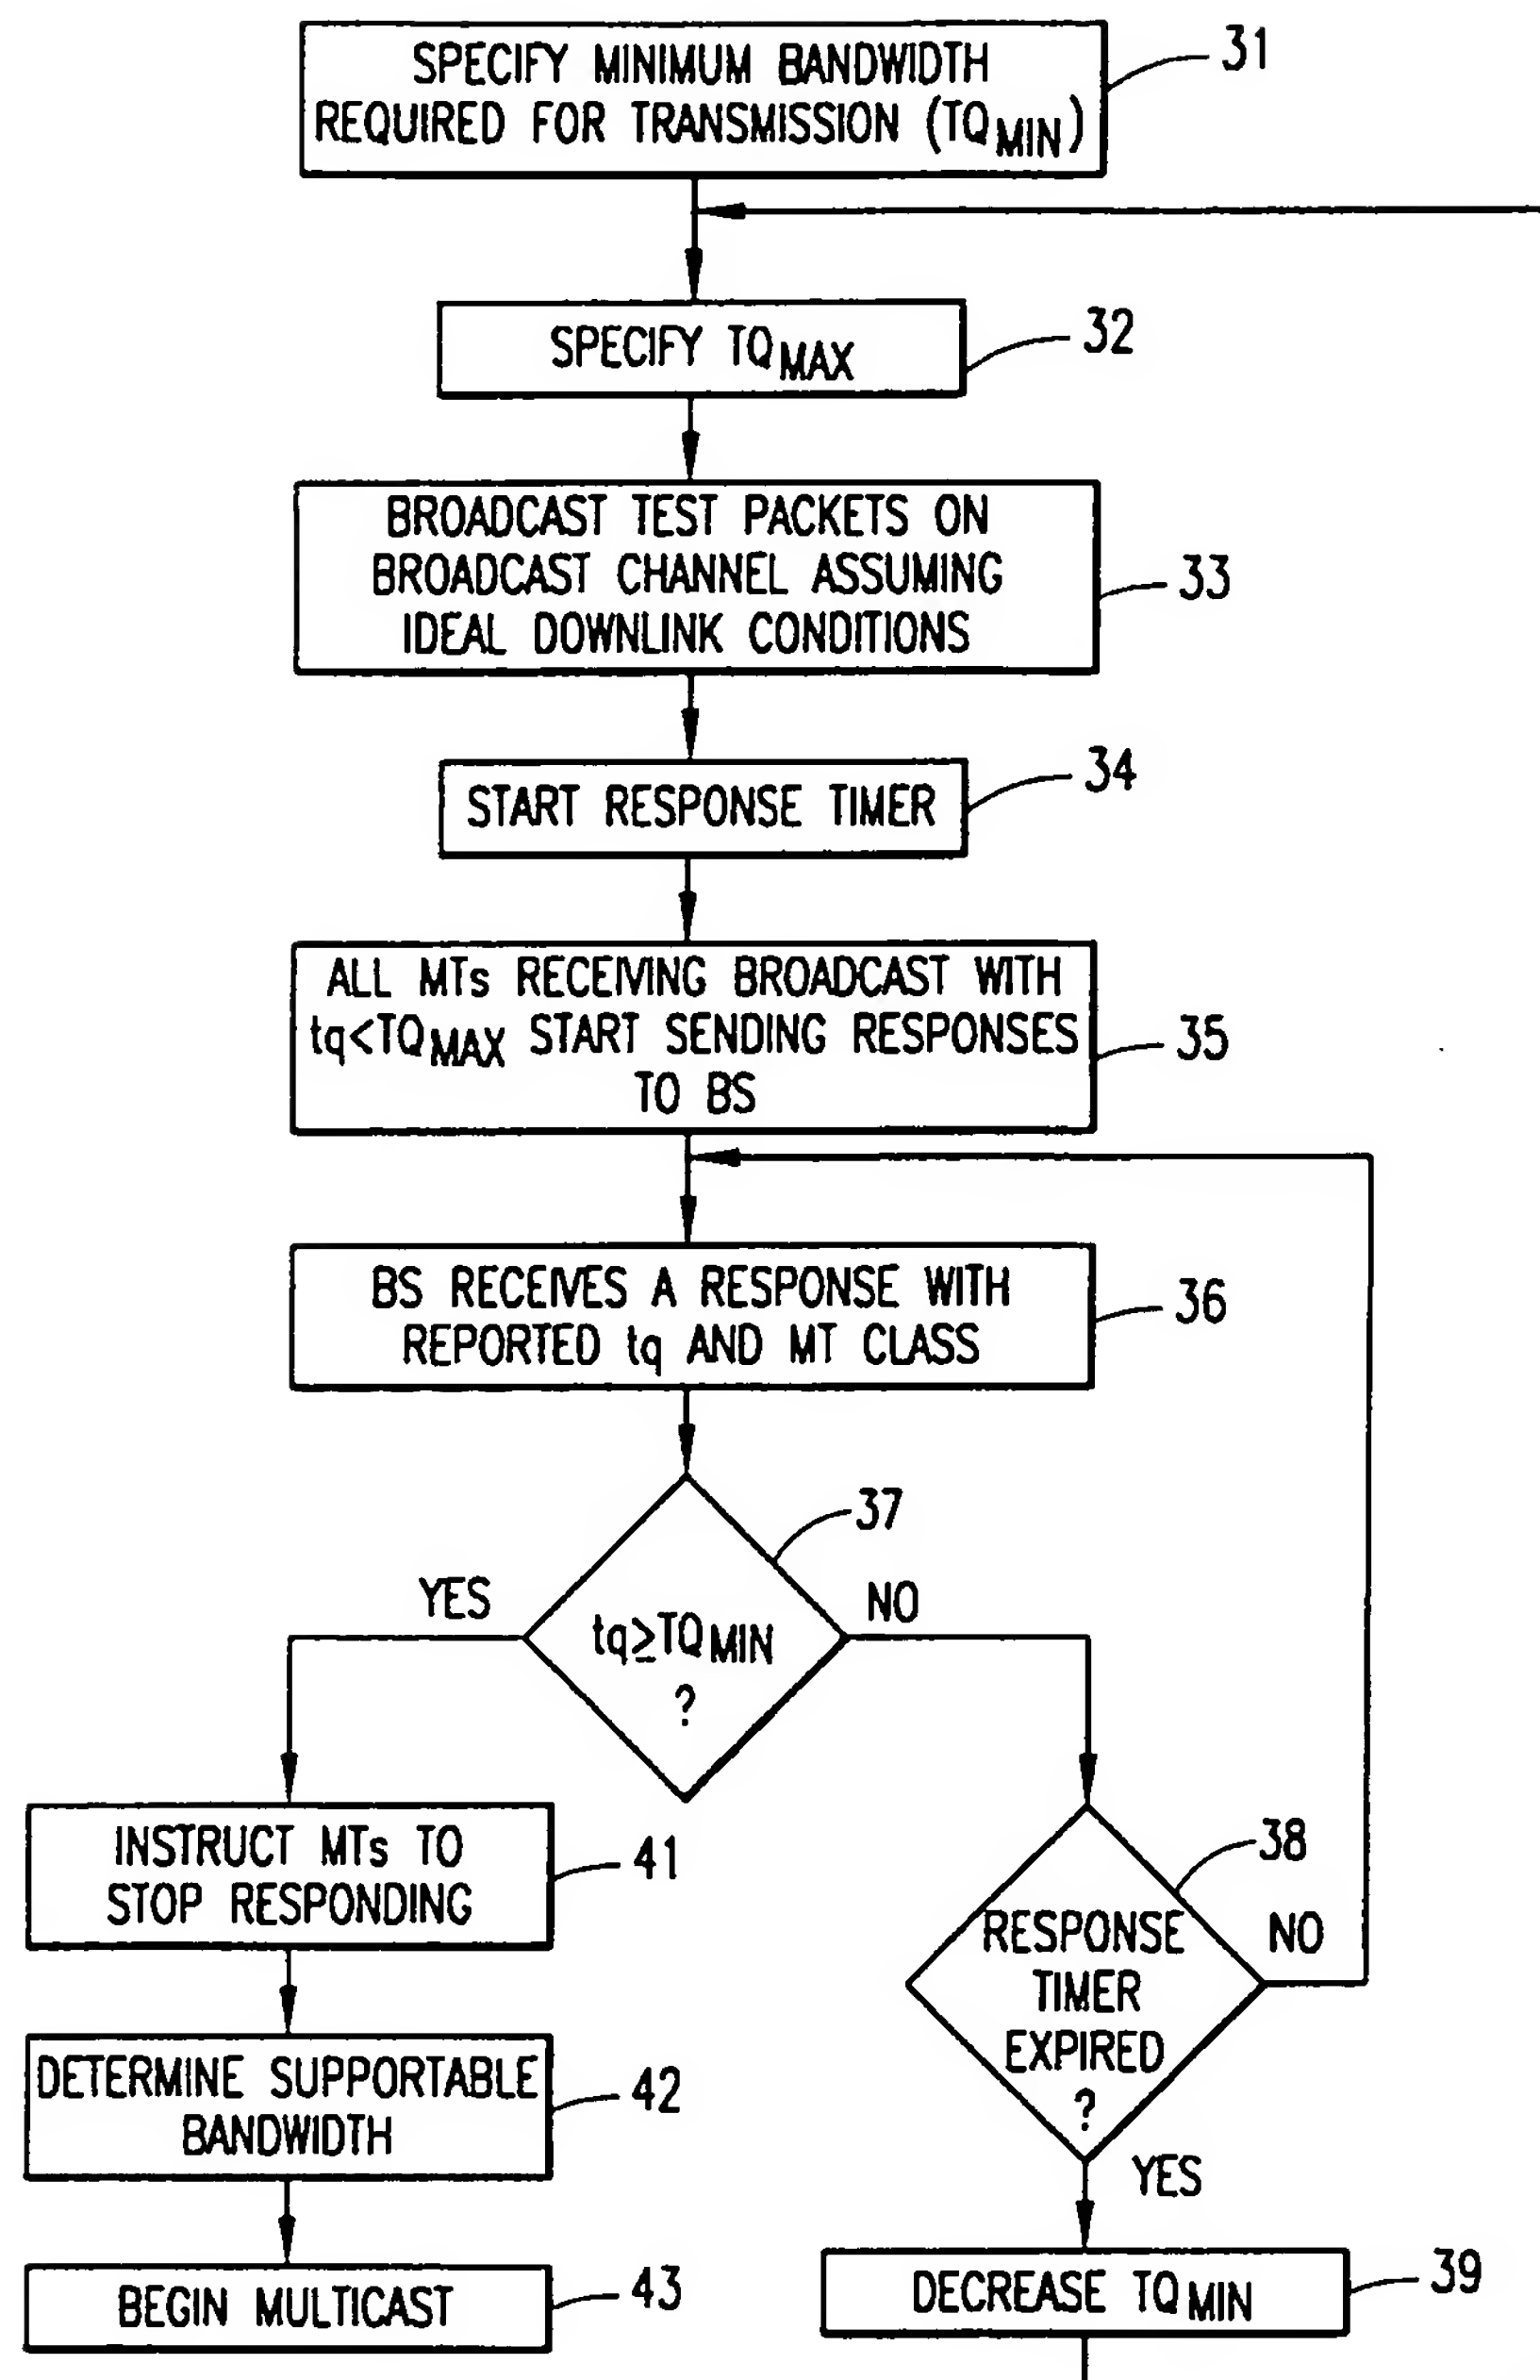 SPECIFY MINIMUM BANDWIDTH
REQUIRED FOR TRANSMISSION (TQMIN)
31
SPECIFY TQMAX
32
BROADCAST TEST PACKETS ON
BROADCAST CHANNEL ASSUMING
IDEAL DOWNLINK CONDITIONS
33
START RESPONSE TIMER
34
ALL MTs RECEIVING BROADCAST WITH
tq<TQMAX START SENDING RESPONSES
TO BS
35
BS RECEIVES A RESPONSE WITH
REPORTED tq AND MT CLASS
36
37
YES
NO
tq≥TQMIN
?
INSTRUCT MTs TO
STOP RESPONDING
41
38
RESPONSE
TIMER
EXPIRED
?
NO
YES
DETERMINE SUPPORTABLE
BANDWIDTH
42
BEGIN MULTICAST
43
DECREASE TQMIN
39